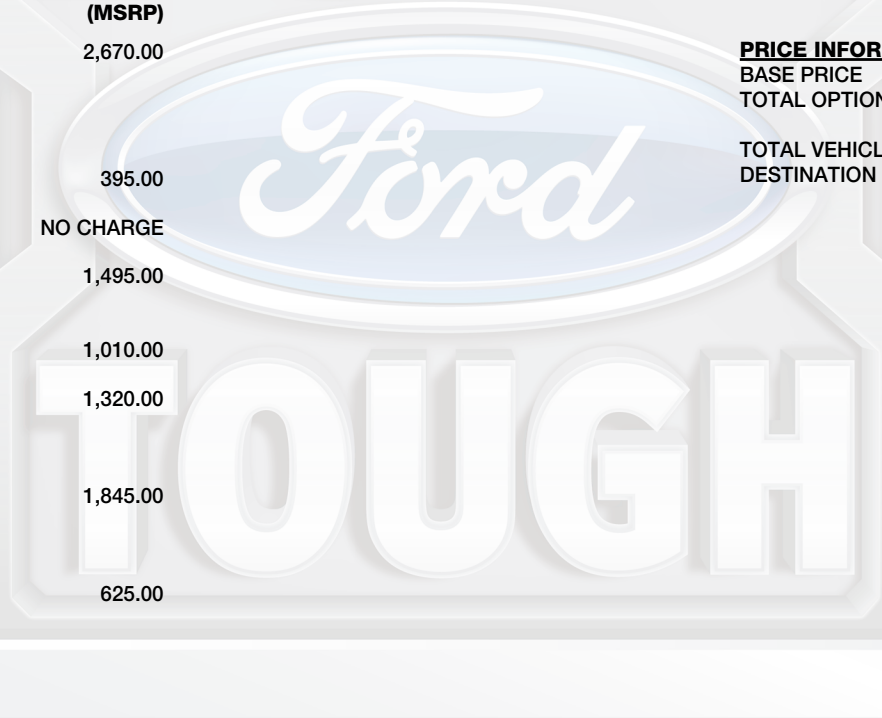 (MSRP)
2,670.00
395.00
NO CHARGE
1,495.00
1,010.00
1,320.00
1,845.00
625.00
PRICE INFOR
BASE PRICE
TOTAL OPTION
TOTAL VEHICL
DESTINATION
Ford
TOUGH